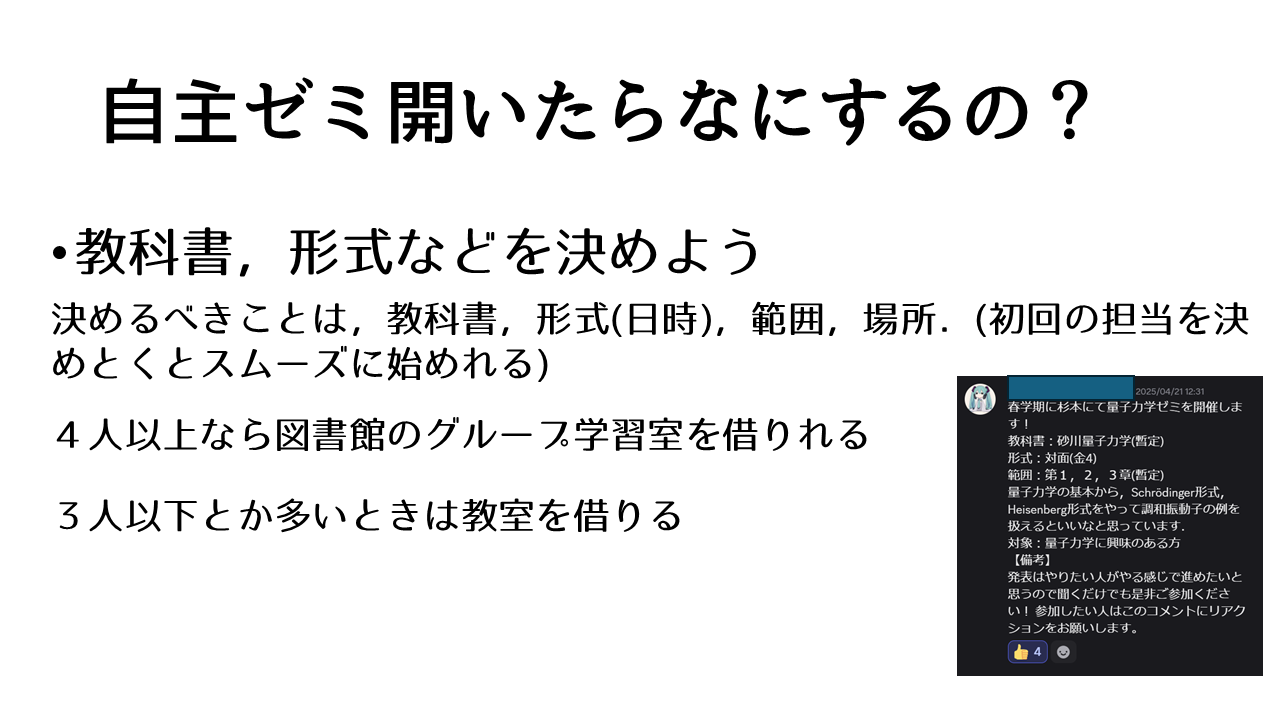 自主ゼミ開いたらなにするの？
•教科書，形式などを決めよう
決めるべきことは，教科書，形式(日時)，範囲，場所．(初回の担当を決
めとくとスムーズに始めれる)
４人以上なら図書館のグループ学習室を借りれる
３人以下とか多いときは教室を借りる
2025/04/21 12:31
春学期に杉本にて量子力学ゼミを開催しま
す！
教科書：砂川量子力学(暫定)
形式：対面(金4)
範囲：第１，２，３章(暫定)
量子力学の基本から，Schrödinger形式，
Heisenberg形式をやって調和振動子の例を
扱えるといいなと思っています．
対象：量子力学に興味のある方
【備考】
発表はやりたい人がやる感じで進めたいと
思うので聞くだけでも是非ご参加くださ
い！ 参加したい人はこのコメントにリアク
ションをお願いします。
👍 4